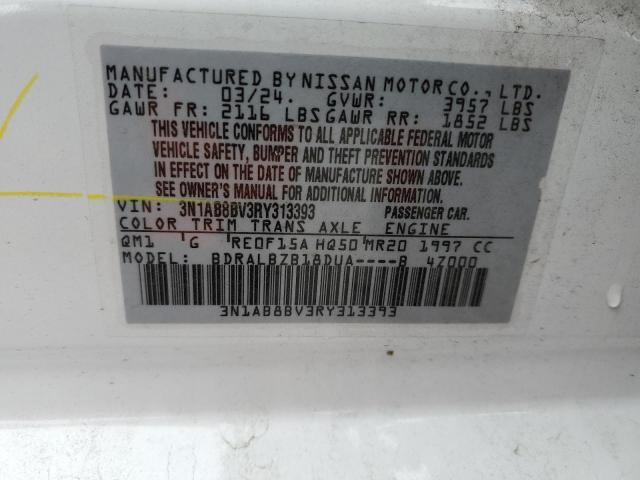 MANUFACTURED BY NISSAN MOTOR CO., LTD.
DATE: 03/24. GVWR: 3957 LBS
GAWR FR: 2116 LBS GAWR RR: 1852 LBS
THIS VEHICLE CONFORMS TO ALL APPLICABLE FEDERAL MOTOR
VEHICLE SAFETY, BUMPER AND THEFT PREVENTION STANDARDS
IN EFFECT ON THE DATE OF MANUFACTURE SHOWN ABOVE.
SEE OWNER'S MANUAL FOR ADDITIONAL INFORMATION.
VIN: 3N1AB8BV3RY313393 PASSENGER CAR.
COLOR TRIM TRANS AXLE ENGINE
QM1 G RE0F15A HQ50 MR20 1997 CC
MODEL: BDRALBZB18DUA----B 4Z000
3N1AB8BV3RY313393